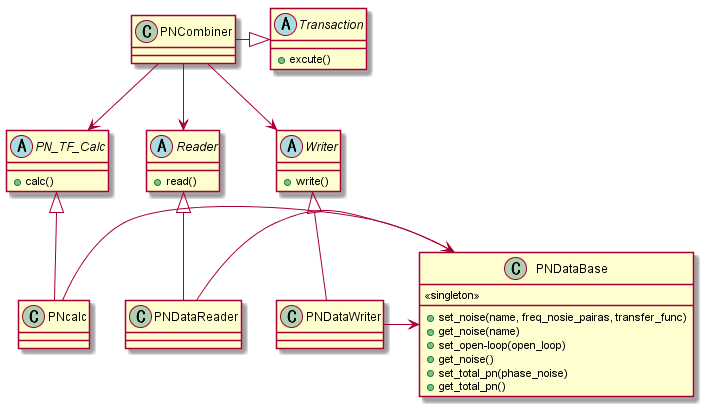 C PNCombiner
A Transaction
excute()
A PN_TF_Calc
calc()
A Reader
read()
A Writer
write()
C PNcalc
C PNDataReader
C PNDataWriter
C PNDataBase
«singleton»
set_noise(name, freq_nosie_pairas, transfer_func)
get_noise(name)
set_open-loop(open_loop)
get_noise()
set_total_pn(phase_noise)
get_total_pn()